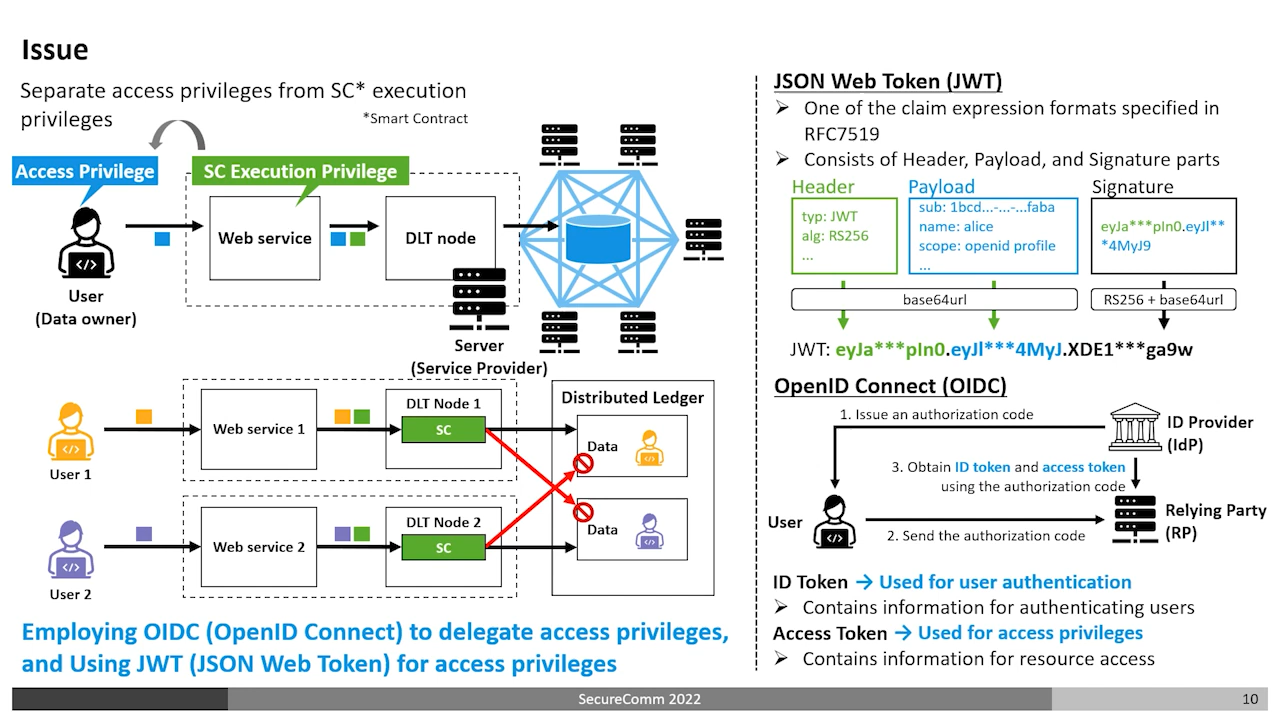 Issue
Separate access privileges from SC* execution
privileges
*Smart Contract
Access Privilege
SC Execution Privilege
Web service
DLT node
User
(Data owner)
Server
(Service Provider)
User 1
Web service 1
DLT Node 1
SC
Distributed Ledger
Data
User 2
Web service 2
DLT Node 2
SC
Data
Employing OIDC (OpenID Connect) to delegate access privileges,
and Using JWT (JSON Web Token) for access privileges
JSON Web Token (JWT)
➢ One of the claim expression formats specified in
RFC7519
➢ Consists of Header, Payload, and Signature parts
Header
typ: JWT
alg: RS256
...
Payload
sub: 1bcd...-...-...faba
name: alice
scope: openid profile
...
Signature
eyJa***pIn0.eyJl**
*4MyJ9
base64url
RS256 + base64url
JWT: eyJa***pIn0.eyJl***4MyJ.XDE1***ga9w
OpenID Connect (OIDC)
1. Issue an authorization code
ID Provider
(IdP)
3. Obtain ID token and access token
using the authorization code
User
2. Send the authorization code
Relying Party
(RP)
ID Token → Used for user authentication
➢ Contains information for authenticating users
Access Token → Used for access privileges
➢ Contains information for resource access
SecureComm 2022
10